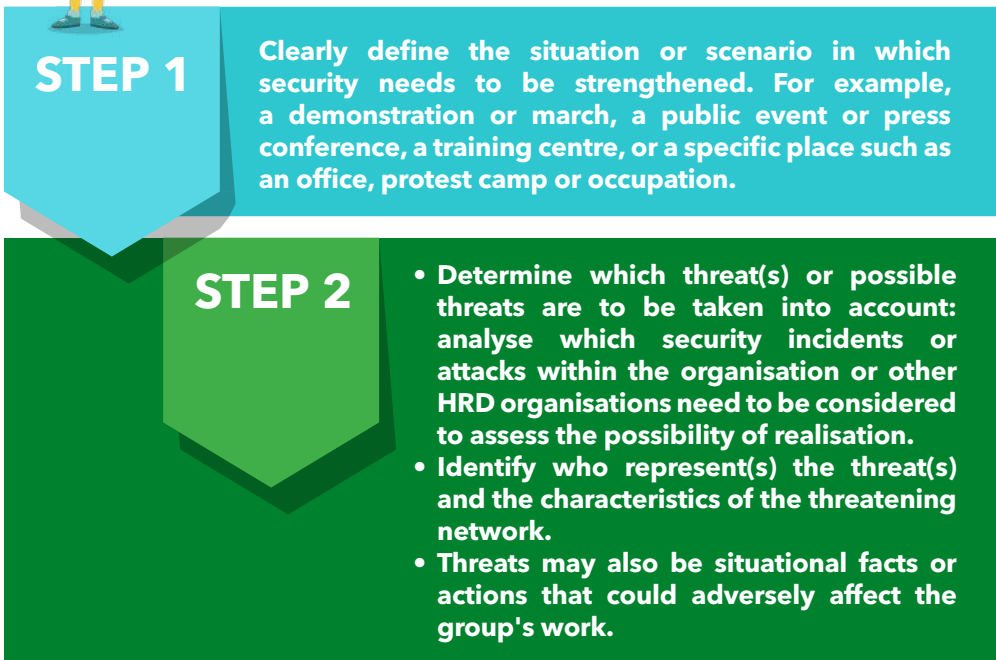 STEP 1
Clearly define the situation or scenario in which
security needs to be strengthened. For example,
a demonstration or march, a public event or press
conference, a training centre, or a specific place such as
an office, protest camp or occupation.
STEP 2
• Determine which threat(s) or possible
threats are to be taken into account:
analyse which security incidents or
attacks within the organisation or other
HRD organisations need to be considered
to assess the possibility of realisation.
• Identify who represent(s) the threat(s)
and the characteristics of the threatening
network.
• Threats may also be situational facts or
actions that could adversely affect the
group's work.